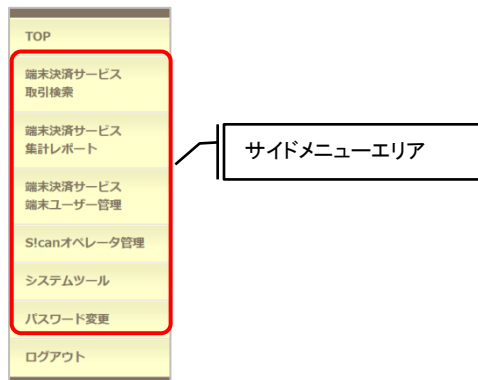 TOP
端末決済サービス
取引検索
端末決済サービス
集計レポート
端末決済サービス
端末ユーザー管理
S!canオペレータ管理
システムツール
パスワード変更
ログアウト
サイドメニューエリア